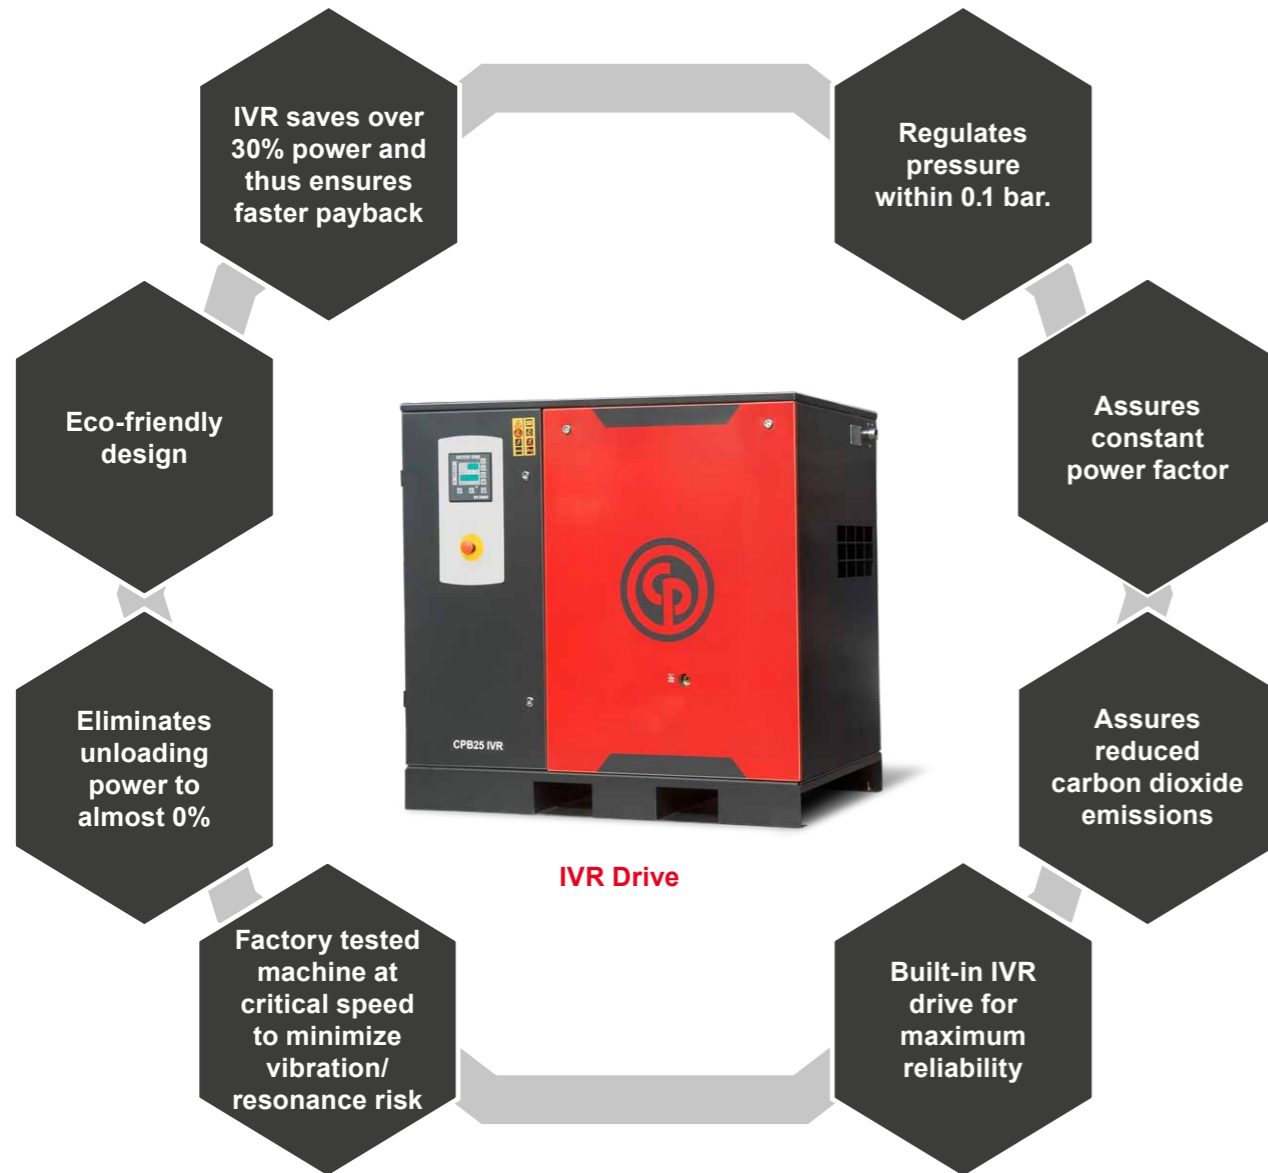 IVR saves over
30% power and
thus ensures
faster payback
Regulates
pressure
within 0.1 bar.
Eco-friendly
design
Assures
constant
power factor
CP
CPB25 IVR
Eliminates
unloading
power to
almost 0%
Assures
reduced
carbon dioxide
emissions
IVR Drive
Factory tested
machine at
critical speed
to minimize
vibration/
resonance risk
Built-in IVR
drive for
maximum
reliability